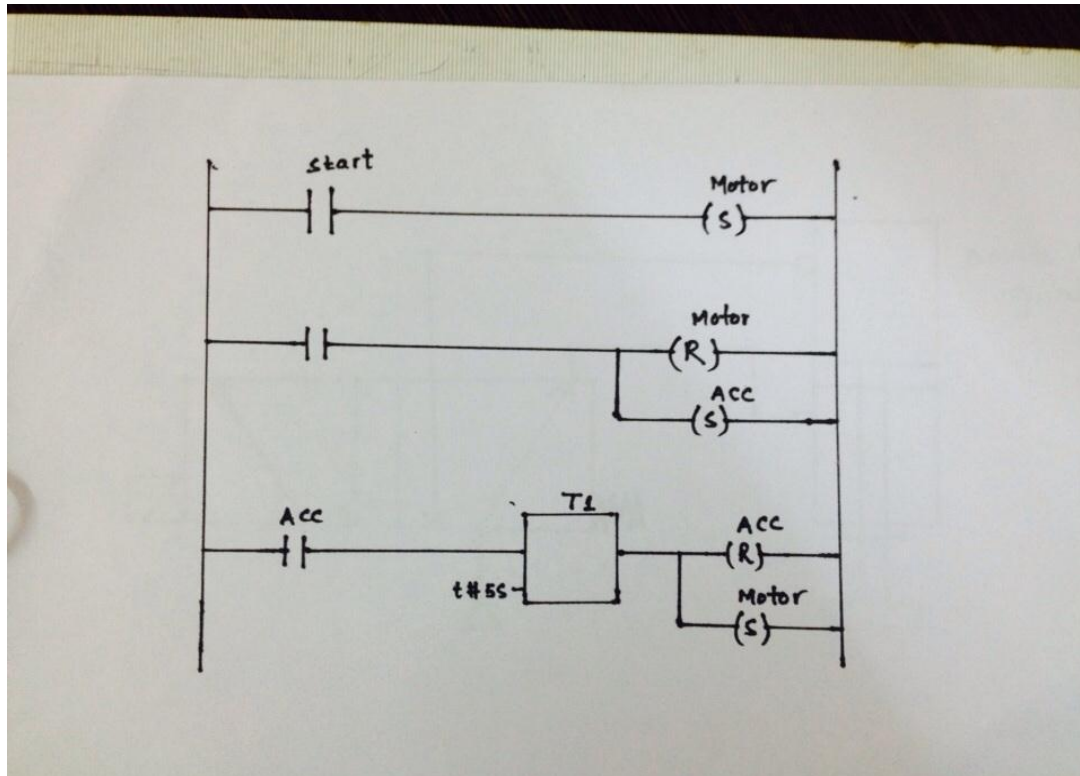 start
Motor
(S)
Motor
(R)
ACC
(S)
T1
ACC
ACC
(R)
t#5s
Motor
(S)